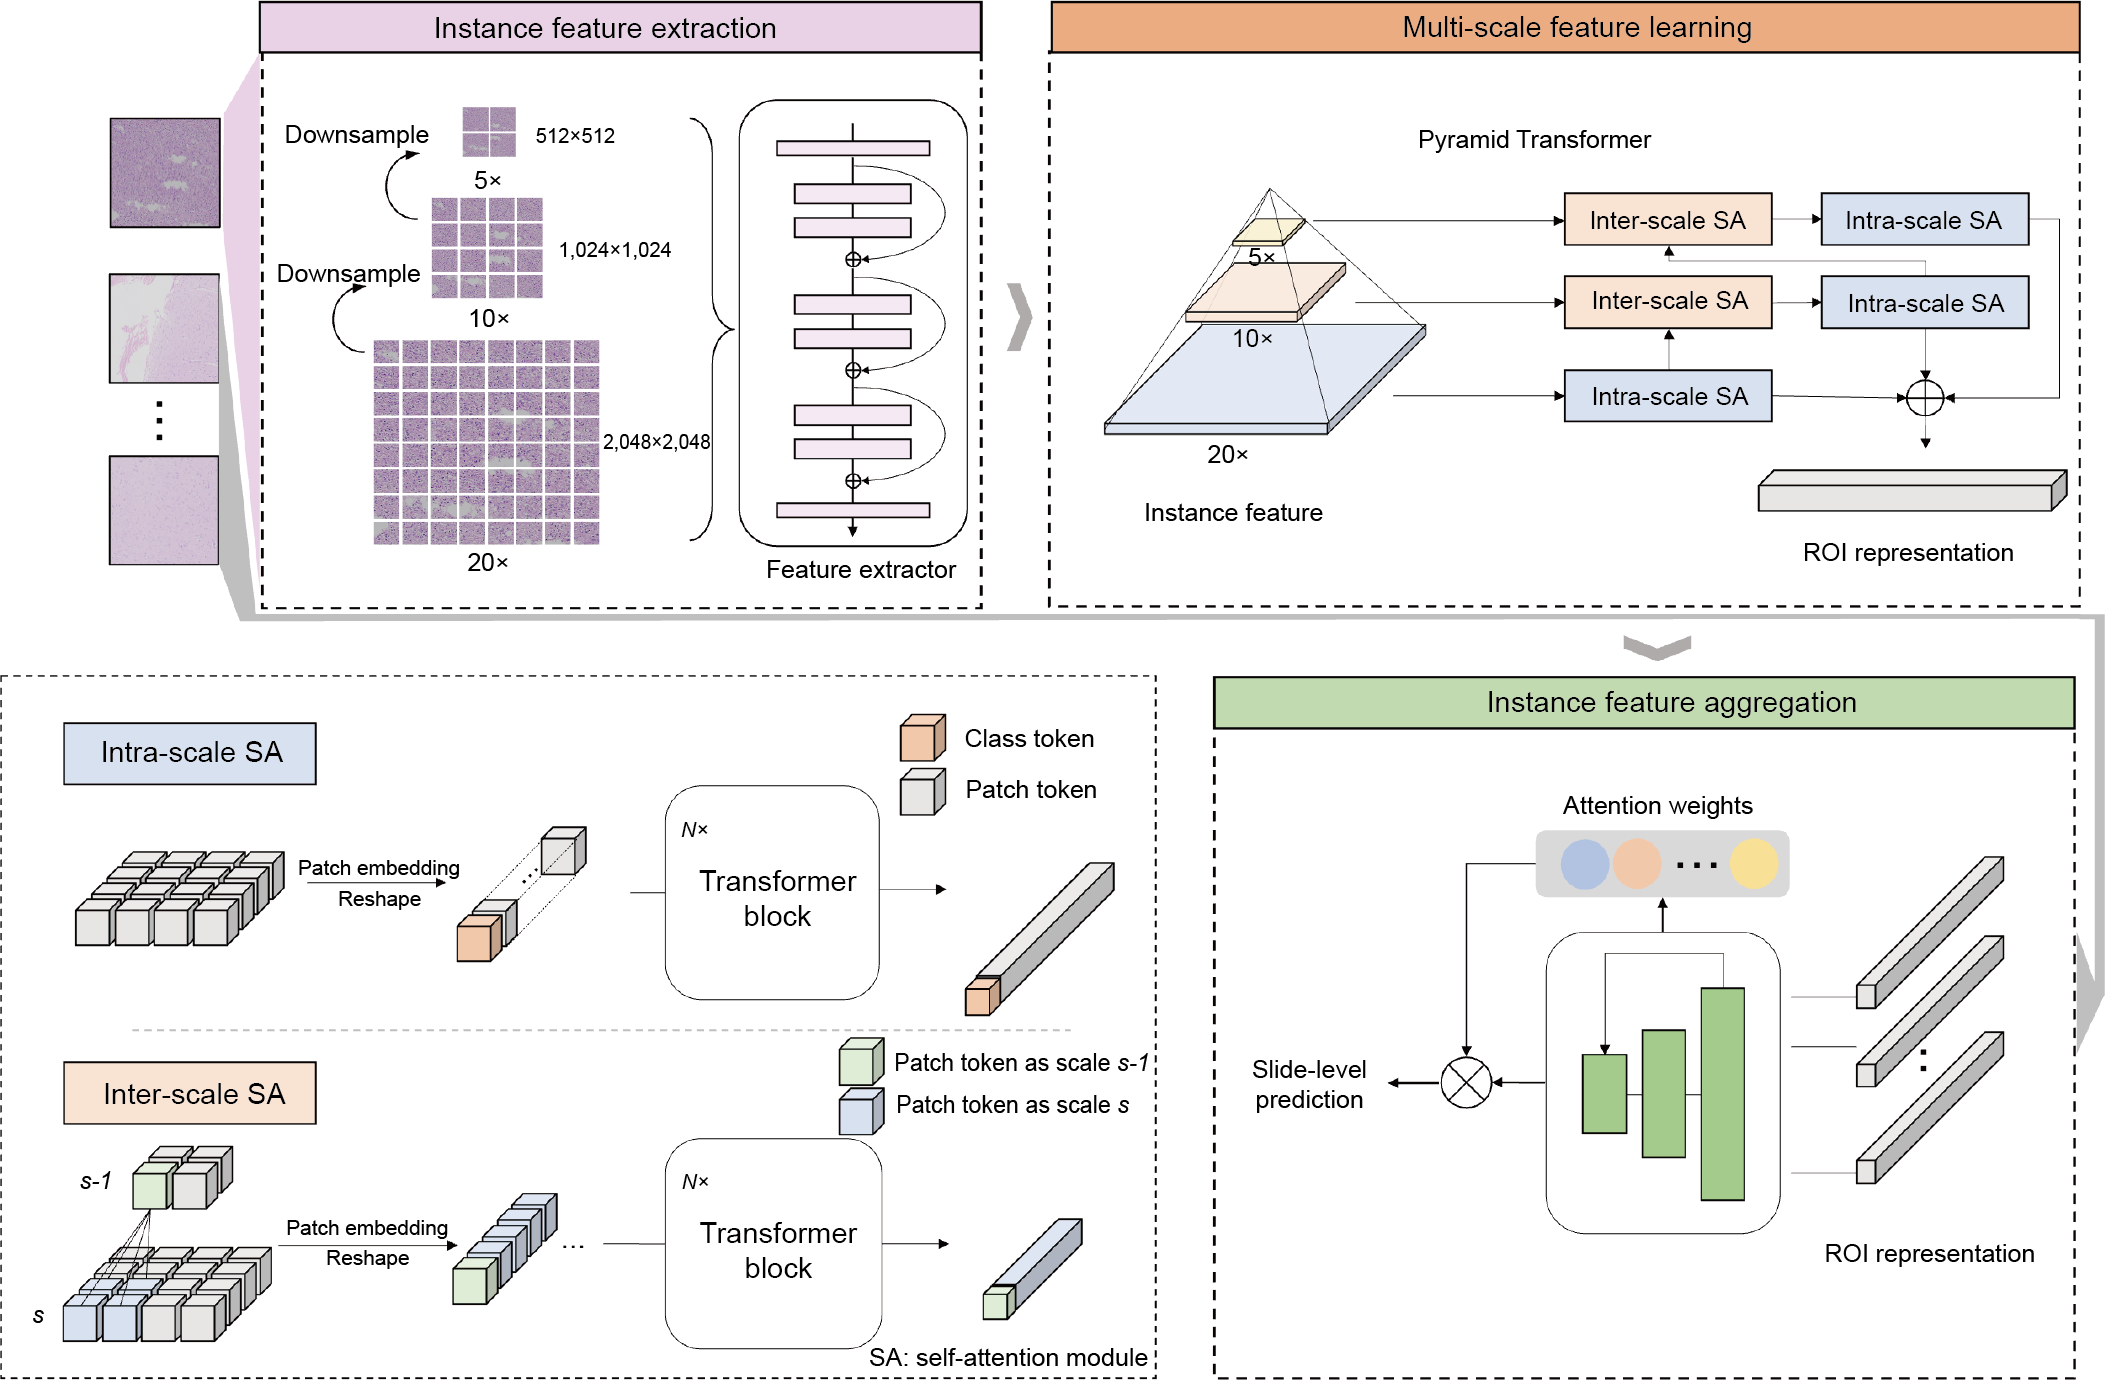 Instance feature extraction
Downsample
512×512
5×
1,024×1,024
Downsample
10×
2,048×2,048
20×
Feature extractor
Multi-scale feature learning
Pyramid Transformer
5×
10×
20×
Instance feature
Inter-scale SA
Intra-scale SA
Inter-scale SA
Intra-scale SA
Intra-scale SA
ROI representation
Intra-scale SA
Class token
Patch token
Patch embedding
Reshape
N×
Transformer
block
Inter-scale SA
Patch token as scale s-1
Patch token as scale s
s-1
s
Patch embedding
Reshape
...
N×
Transformer
block
SA: self-attention module
Instance feature aggregation
Attention weights
Slide-level
prediction
ROI representation